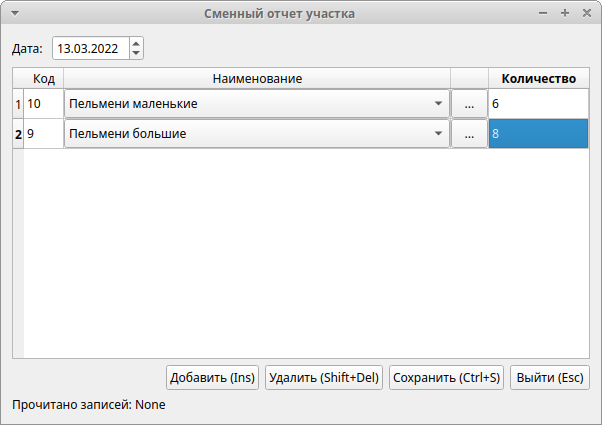 Сменный отчет участка
Дата: 13.03.2022
Код Наименование Количество
1 10 Пельмени маленькие ... 6
2 9 Пельмени большие ... 8
Добавить (Ins) Удалить (Shift+Del) Сохранить (Ctrl+S) Выйти (Esc)
Прочитано записей: None